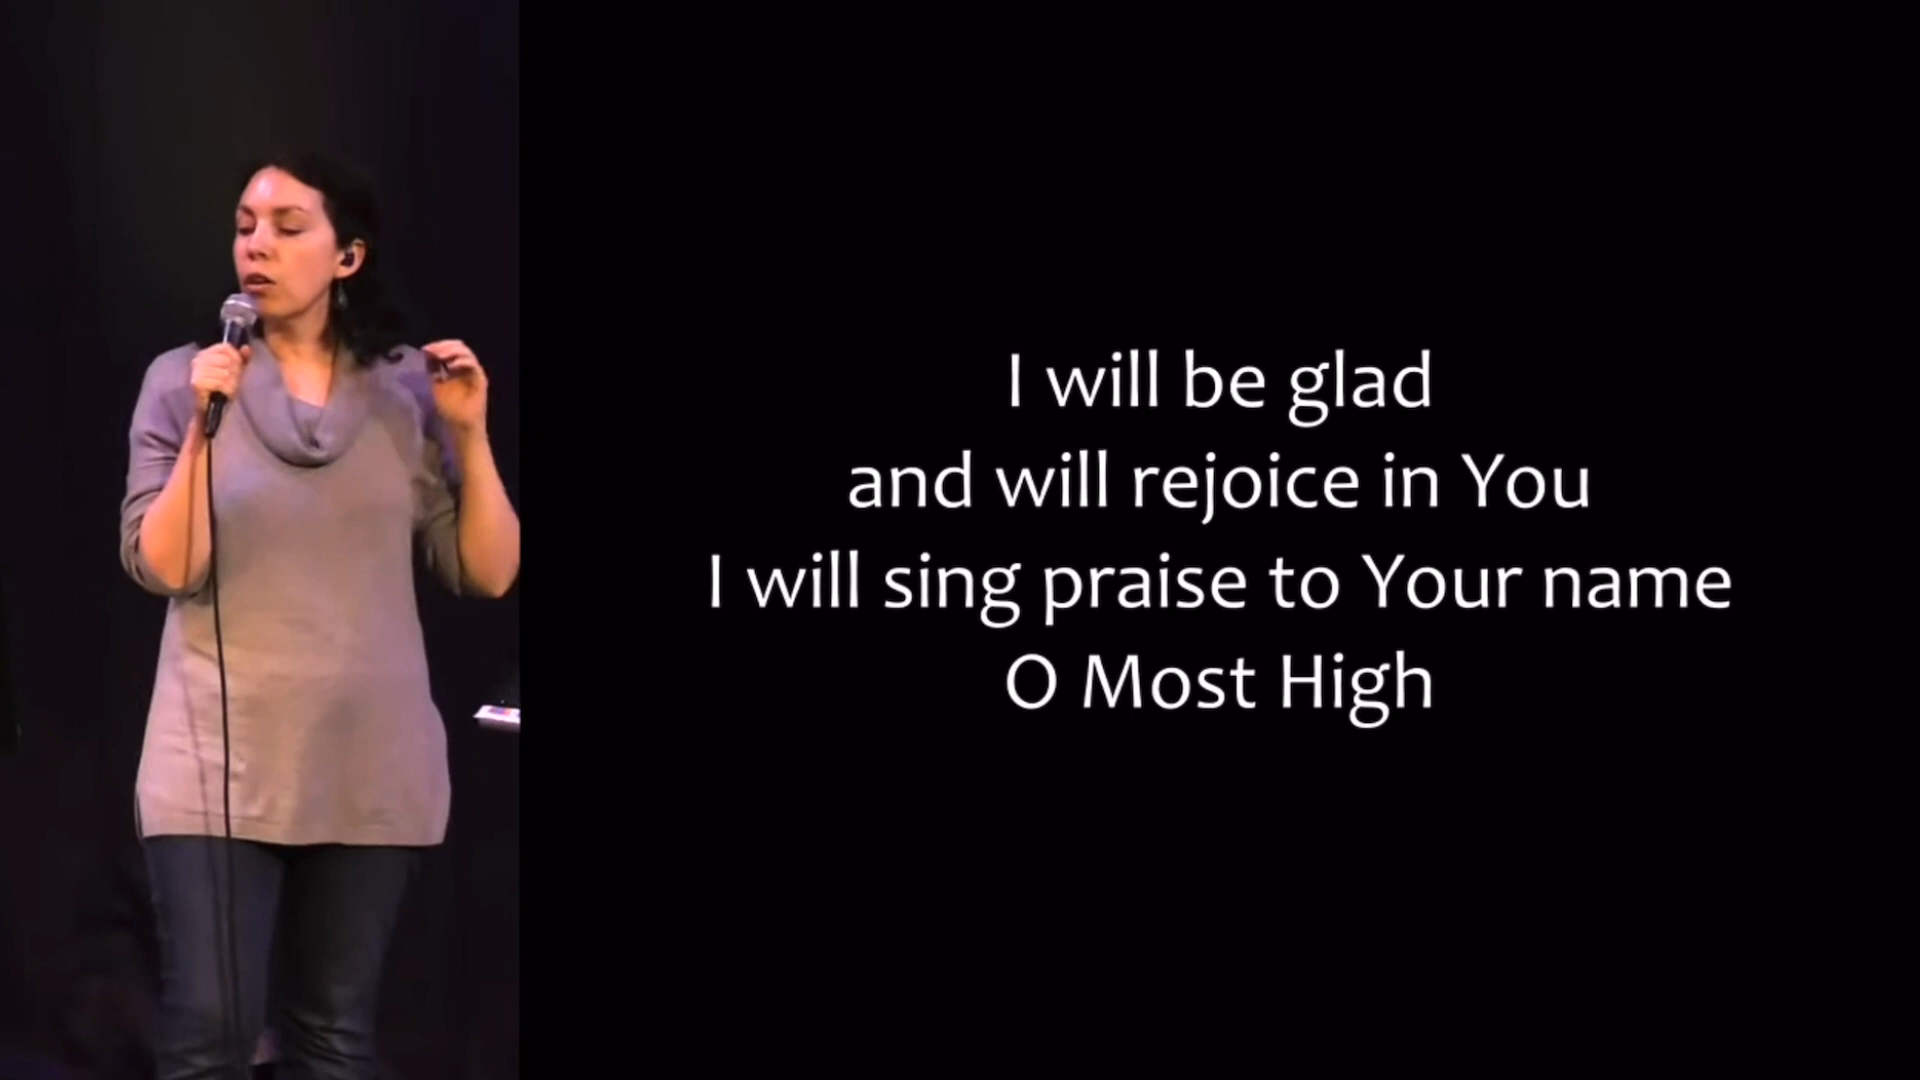 I will be glad
and will rejoice in You
I will sing praise to Your name
O Most High